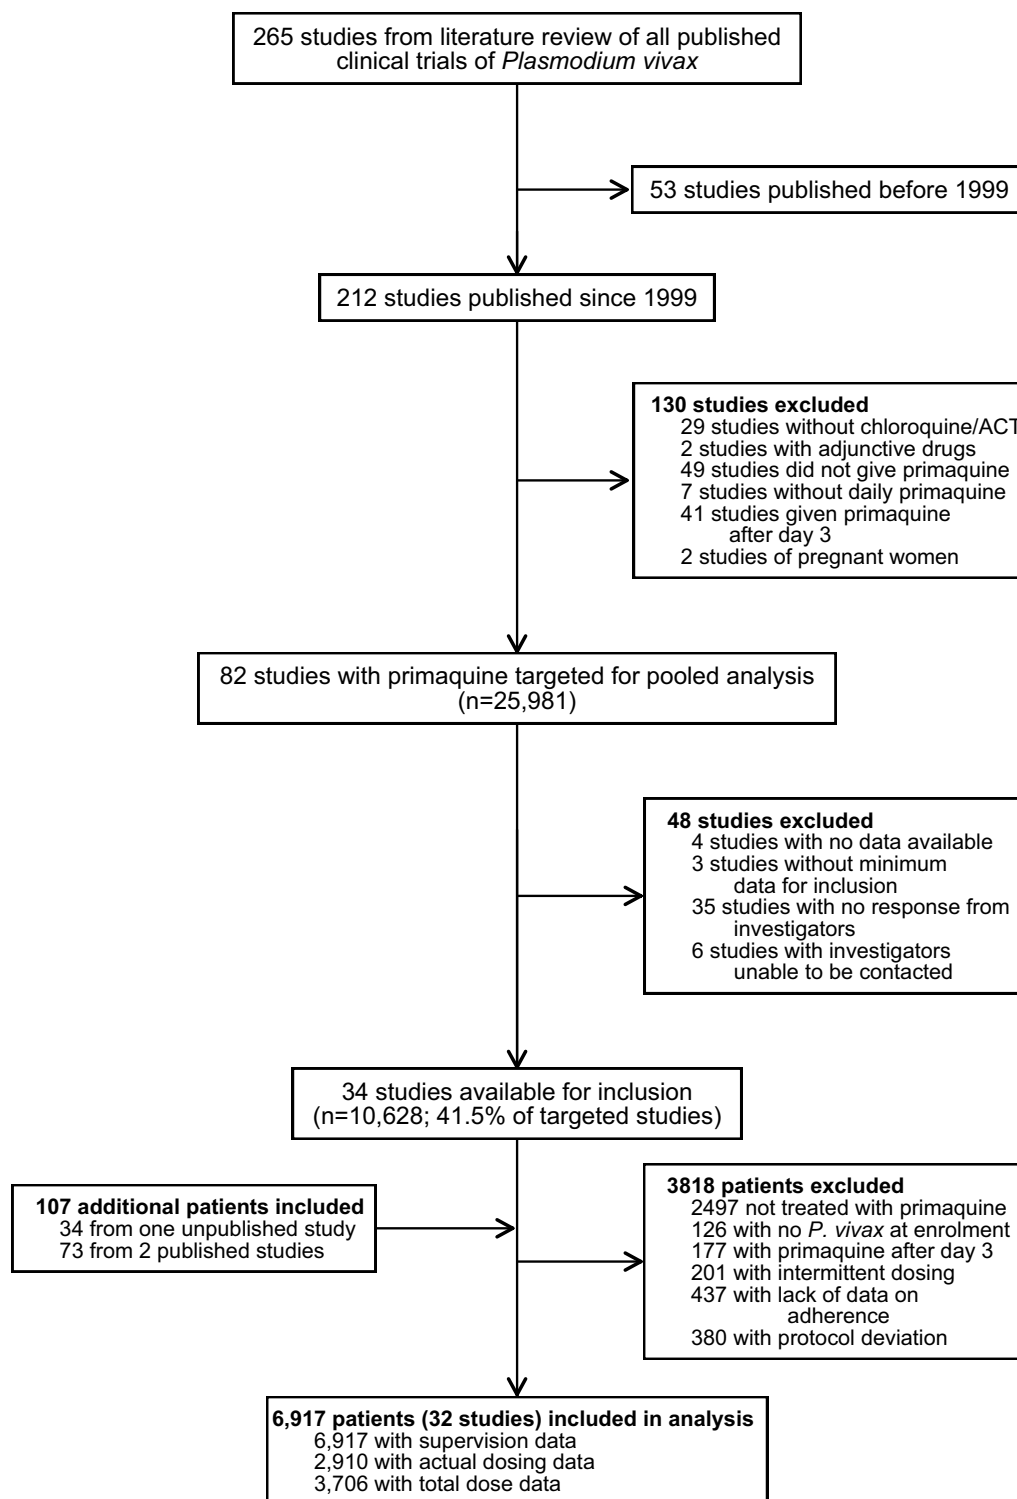 265 studies from literature review of all published
clinical trials of Plasmodium vivax
53 studies published before 1999
212 studies published since 1999
130 studies excluded
29 studies without chloroquine/ACT
2 studies with adjunctive drugs
49 studies did not give primaquine
7 studies without daily primaquine
41 studies given primaquine
after day 3
2 studies of pregnant women
82 studies with primaquine targeted for pooled analysis
(n=25,981)
48 studies excluded
4 studies with no data available
3 studies without minimum
data for inclusion
35 studies with no response from
investigators
6 studies with investigators
unable to be contacted
34 studies available for inclusion
(n=10,628; 41.5% of targeted studies)
107 additional patients included
34 from one unpublished study
73 from 2 published studies
3818 patients excluded
2497 not treated with primaquine
126 with no P. vivax at enrolment
177 with primaquine after day 3
201 with intermittent dosing
437 with lack of data on
adherence
380 with protocol deviation
6,917 patients (32 studies) included in analysis
6,917 with supervision data
2,910 with actual dosing data
3,706 with total dose data